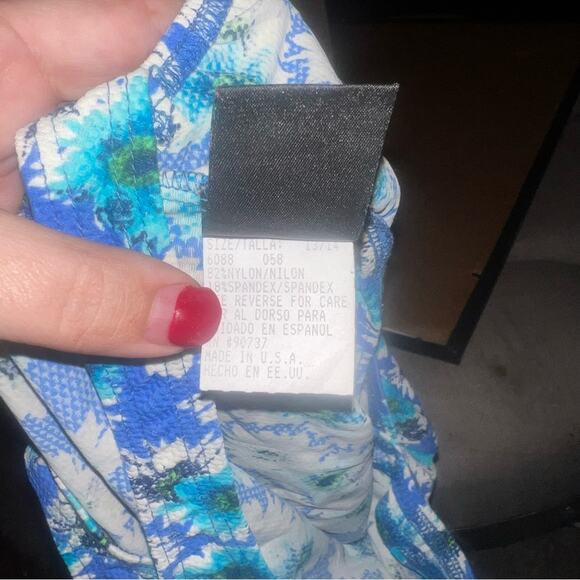 SIZE/TALLA: 13/14
6088 058
82%NYLON/NILON
18%SPANDEX/SPANDEX
REVERSE FOR CARE
AL DORSO PARA
IDADO EN ESPANOL
#90737
MADE IN U.S.A.
HECHO EN EE.UU.